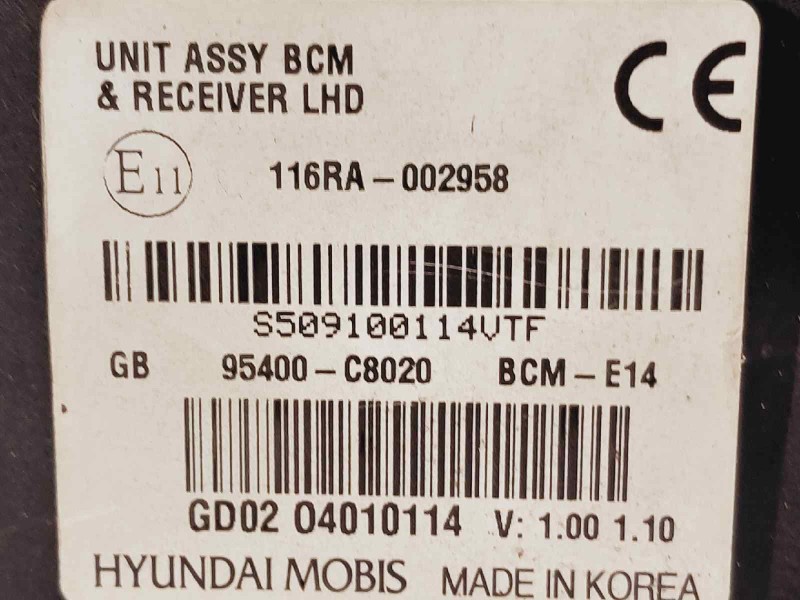 UNIT ASSY BCM
& RECEIVER LHD
CE
E11
116RA-002958
S509100114VTF
GB 95400-C8020 BCM-E14
GD02 04010114 V: 1.00 1.10
HYUNDAI MOBIS MADE IN KOREA